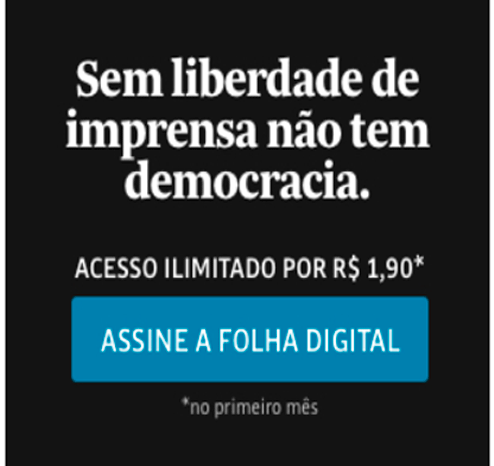 Sem liberdade de
imprensa não tem
democracia.
ACESSO ILIMITADO POR R$ 1,90*
ASSINE A FOLHA DIGITAL
*no primeiro mês